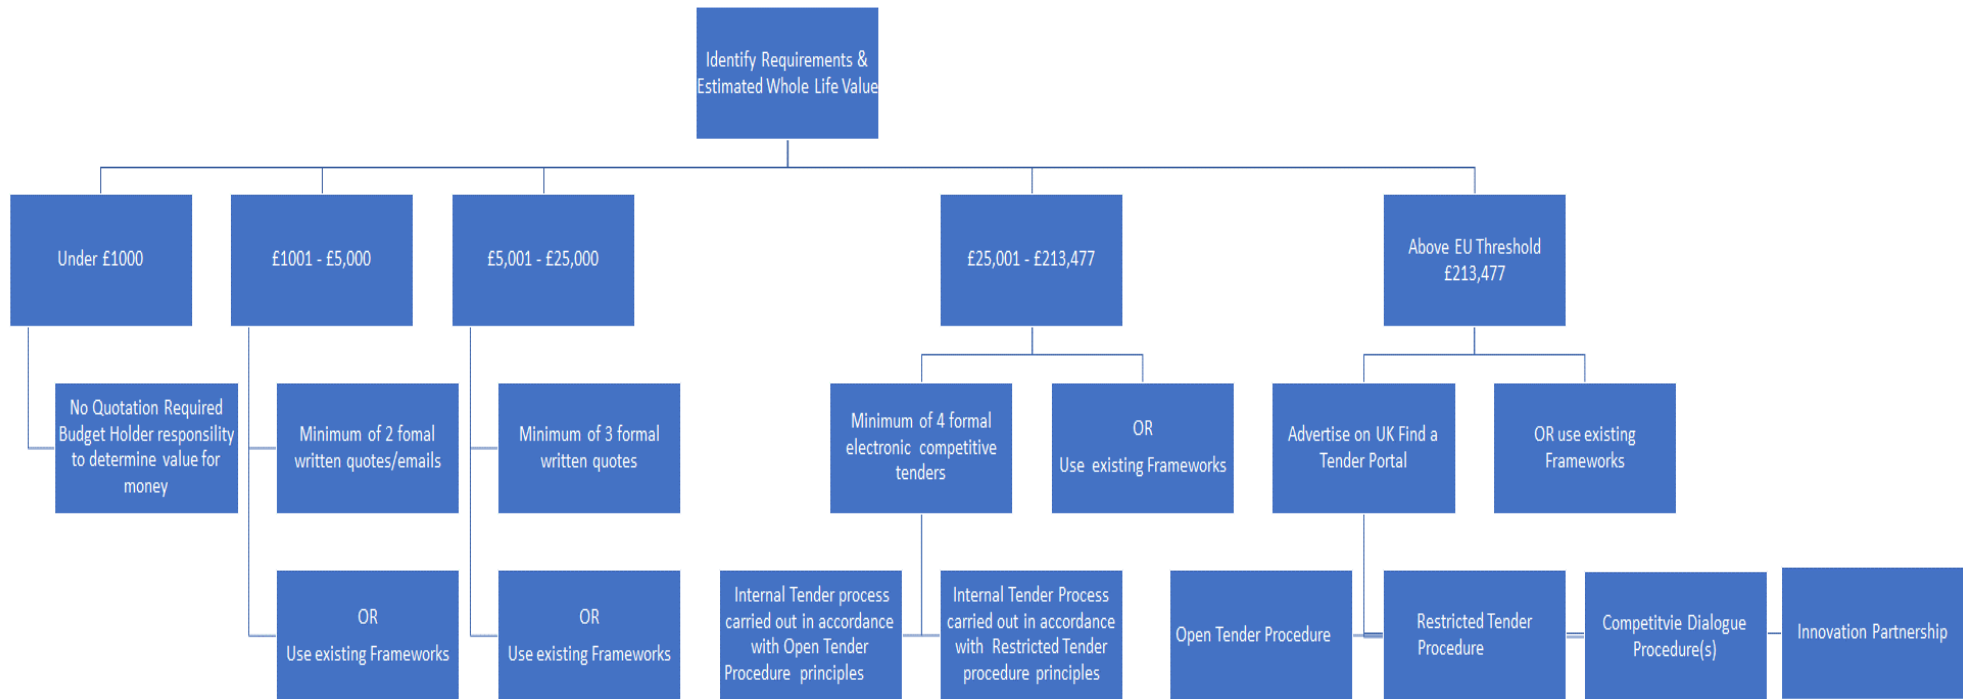 Identify Requirements &
Estimated Whole Life Value
Under £1000
£1001 - £5,000
£5,001 - £25,000
£25,001 - £213,477
Above EU Threshold
£213,477
No Quotation Required
Budget Holder responsility
to determine value for
money
Minimum of 2 fomal
written quotes/emails
Minimum of 3 formal
written quotes
Minimum of 4 formal
electronic competitive
tenders
OR
Use existing Frameworks
Advertise on UK Find a
Tender Portal
OR use existing
Frameworks
OR
Use existing Frameworks
OR
Use existing Frameworks
Internal Tender process
carried out in accordance
with Open Tender
Procedure principles
Internal Tender Process
carried out in accordance
with Restricted Tender
procedure principles
Open Tender Procedure
Restricted Tender
Procedure
Competitvie Dialogue
Procedure(s)
Innovation Partnership